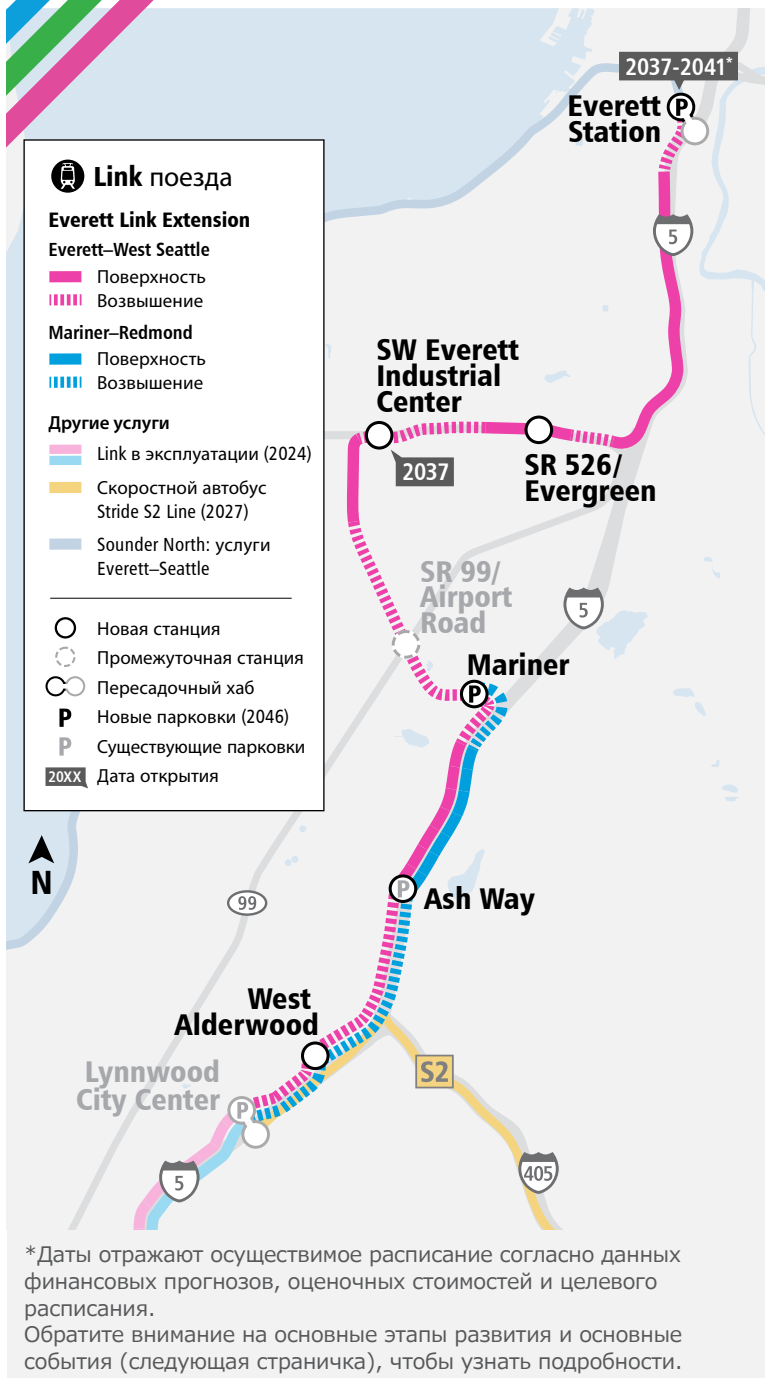 2037-2041*
Everett
Station
P
Link поезда
Everett Link Extension
Everett–West Seattle
Поверхность
Возвышение
Mariner–Redmond
Поверхность
Возвышение
Другие услуги
Link в эксплуатации (2024)
Скоростной автобус
Stride S2 Line (2027)
Sounder North: услуги
Everett–Seattle
Новая станция
Промежуточная станция
Пересадочный хаб
P Новые парковки (2046)
P Существующие парковки
20XX Дата открытия
N
5
SW Everett
Industrial
Center
2037
SR 526/
Evergreen
SR 99/
Airport
Road
5
Mariner
P
P
Ash Way
99
West
Alderwood
Lynnwood
City Center
P
S2
5
405
*Даты отражают осуществимое расписание согласно данных
финансовых прогнозов, оценочных стоимостей и целевого
расписания.
Обратите внимание на основные этапы развития и основные
события (следующая страничка), чтобы узнать подробности.